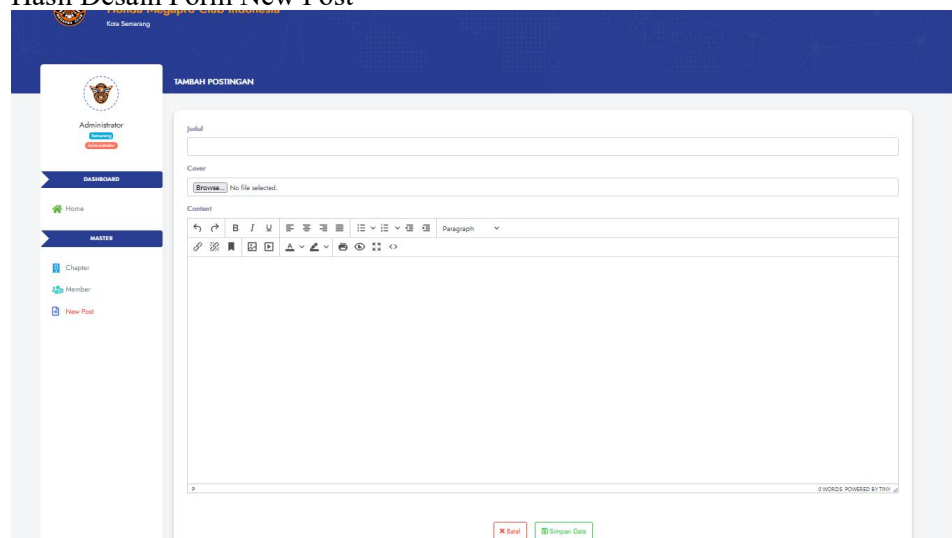 Hasil Desain Form New Post
Honda Megapro Club Indonesia
Kota Semarang
TAMBAH POSTINGAN
Administrator
Semarang
Administrator
DASHBOARD
Home
MASTER
Chapter
Member
New Post
Judul
Cover
Browse... No file selected.
Content
B I U
Paragraph
P
0 WORDS POWERED BY TINY
Batal
Simpan Data